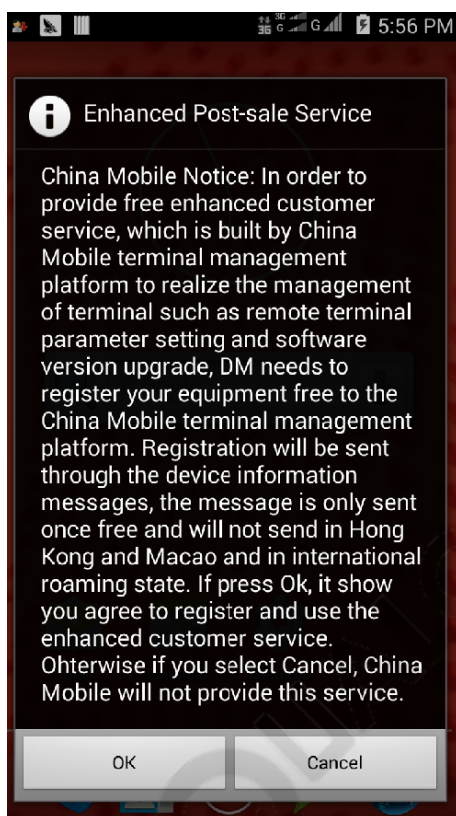 3G
3G G G 5:56 PM
Enhanced Post-sale Service
China Mobile Notice: In order to
provide free enhanced customer
service, which is built by China
Mobile terminal management
platform to realize the management
of terminal such as remote terminal
parameter setting and software
version upgrade, DM needs to
register your equipment free to the
China Mobile terminal management
platform. Registration will be sent
through the device information
messages, the message is only sent
once free and will not send in Hong
Kong and Macao and in international
roaming state. If press Ok, it show
you agree to register and use the
enhanced customer service.
Ohterwise if you select Cancel, China
Mobile will not provide this service.
OK Cancel